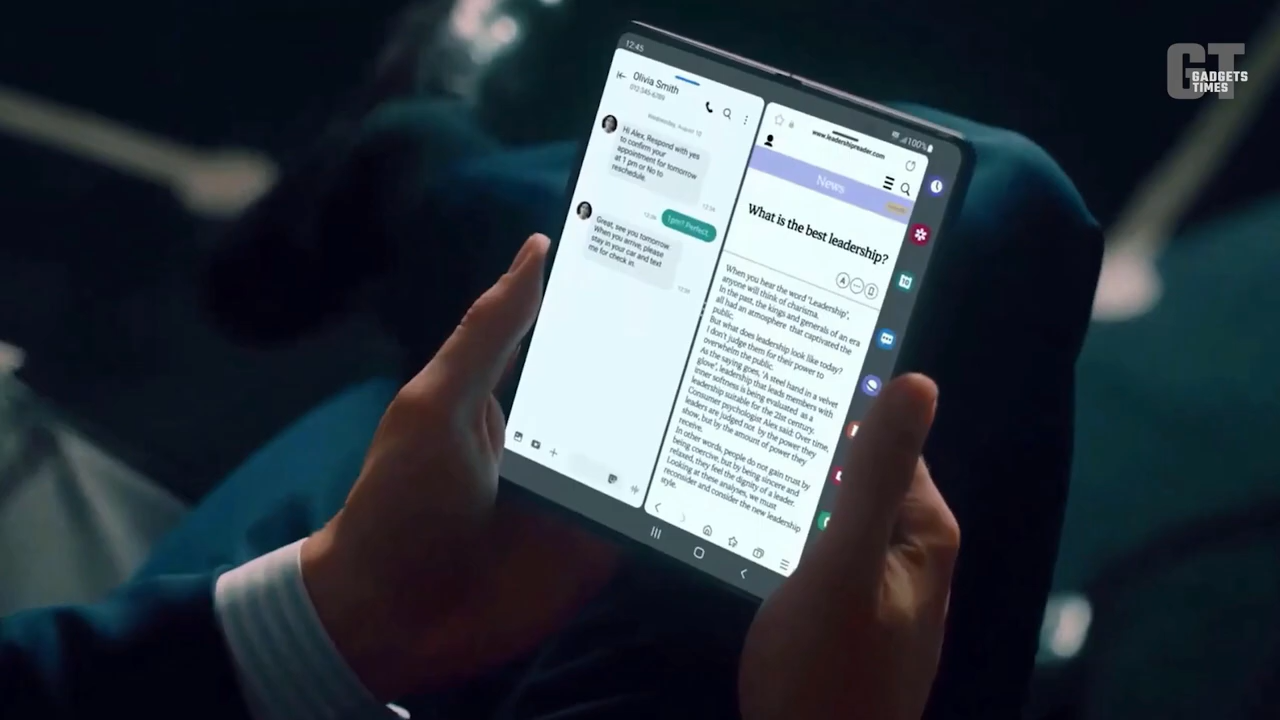 GT
GADGETS
TIMES
12:45
100%
Olivia Smith
012-345-6789
Wednesday, August 10
Hi Alex, Respond with yes
to confirm your
appointment for tomorrow
at 1 pm or No to
reschedule.
12:34
1pm? Perfect.
Great, see you tomorrow.
When you arrive, please
stay in your car and text
me for check in.
www.leadershipreader.com
News
What is the best leadership?
A
When you hear the word "Leadership",
anyone will think of charisma.
In the past, the kings and generals of an era
all had an atmosphere that captivated the
public.
But what does leadership look like today?
I don't judge them for their power to
overwhelm the public.
As the saying goes, 'A steel hand in a velvet
glove', leadership that leads members with
inner softness is being evaluated as a
leadership suitable for the 21st century.
Consumer psychologist Alex said: Over time,
leaders are judged not by the power they
show, but by the amount of power they
receive.
In other words, people do not gain trust by
being coercive, but by being sincere and
relaxed, they feel the dignity of a leader.
Looking at these analyses, we must
reconsider and consider the new leadership
style.